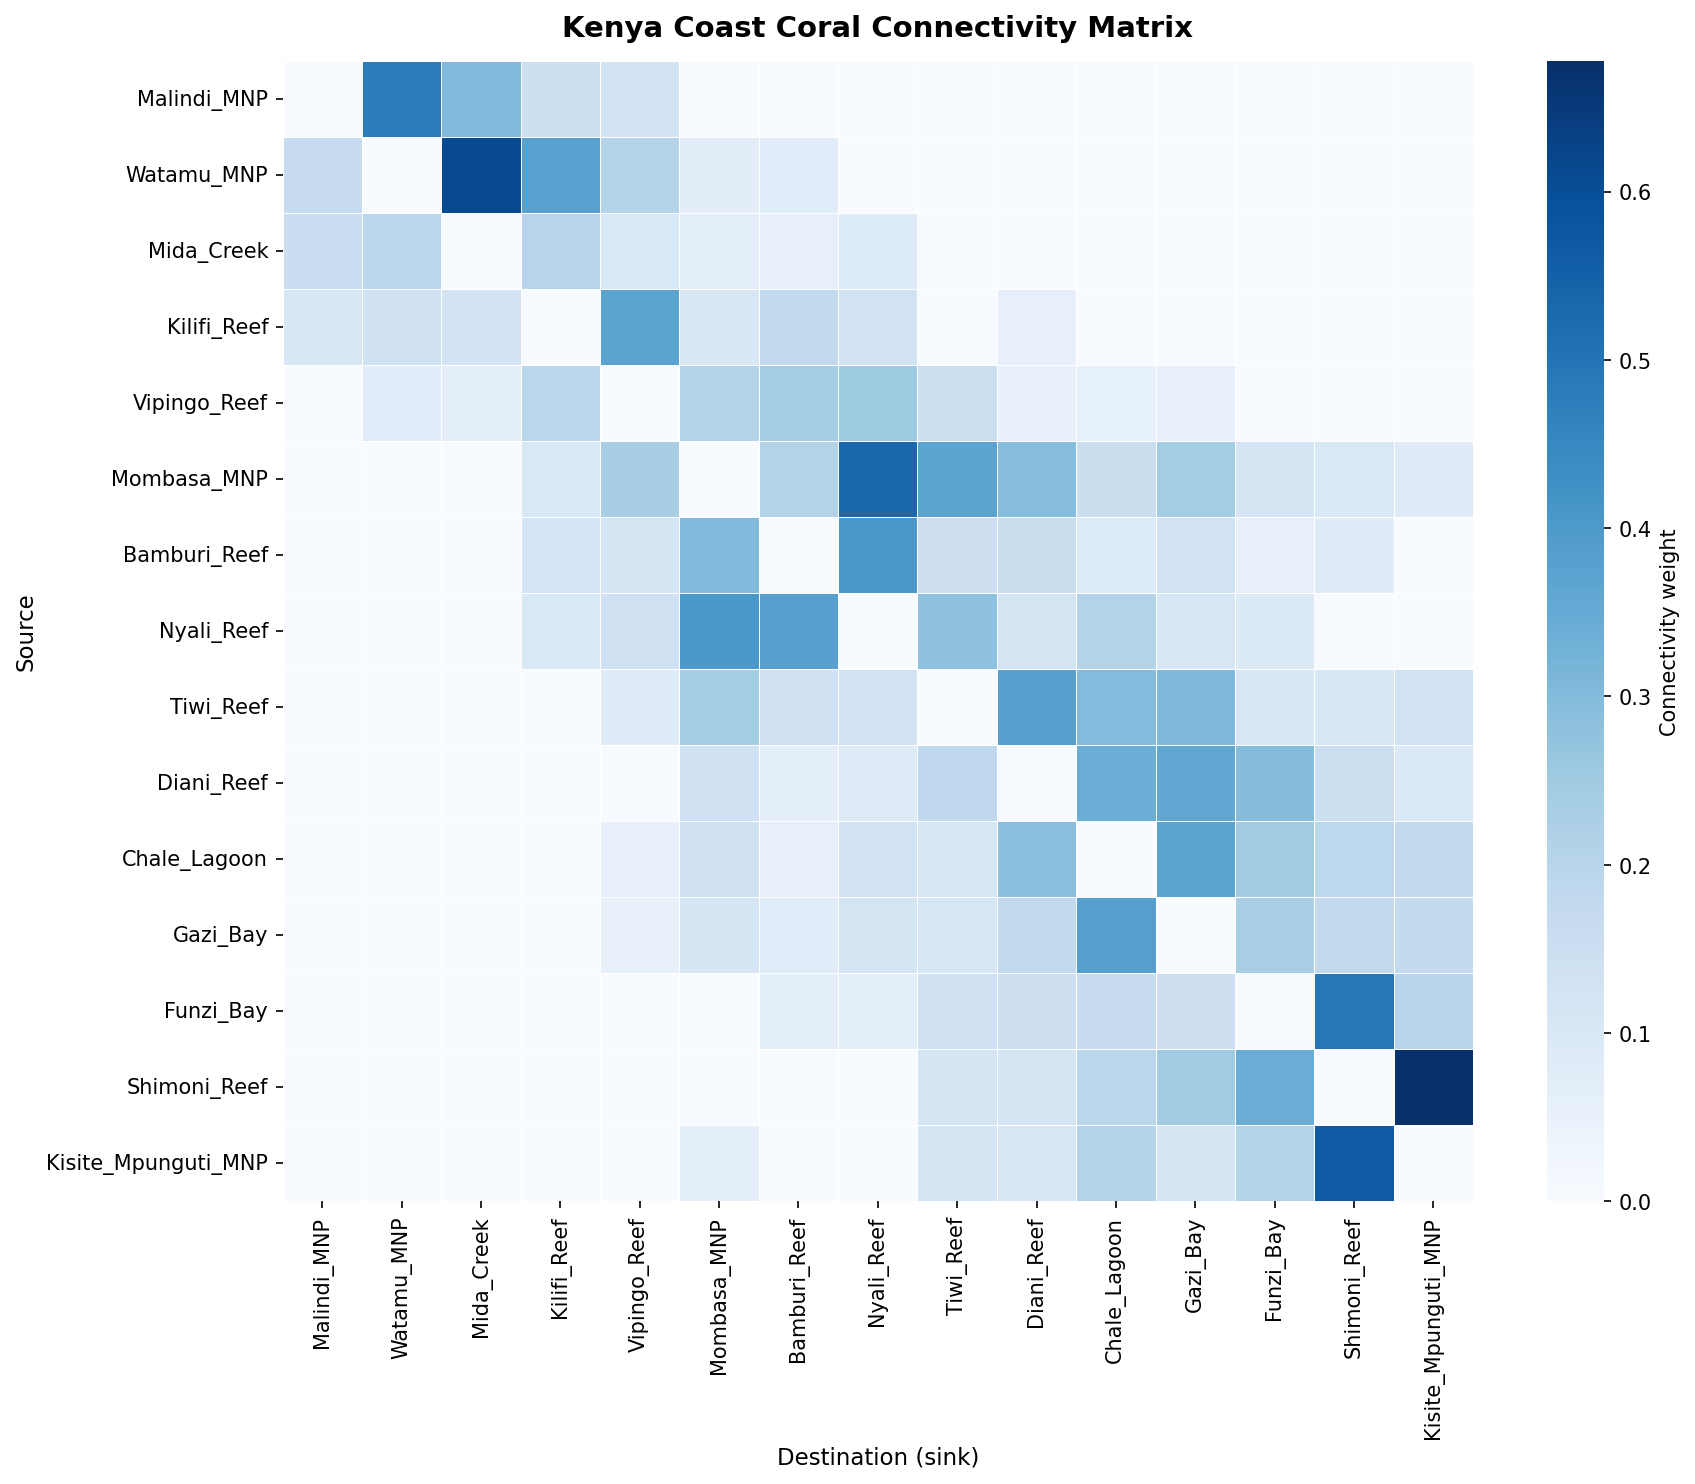 Kenya Coast Coral Connectivity Matrix
Source
Malindi_MNP
Watamu_MNP
Mida_Creek
Kilifi_Reef
Vipingo_Reef
Mombasa_MNP
Bamburi_Reef
Nyali_Reef
Tiwi_Reef
Diani_Reef
Chale_Lagoon
Gazi_Bay
Funzi_Bay
Shimoni_Reef
Kisite_Mpunguti_MNP
Malindi_MNP
Watamu_MNP
Mida_Creek
Kilifi_Reef
Vipingo_Reef
Mombasa_MNP
Bamburi_Reef
Nyali_Reef
Tiwi_Reef
Diani_Reef
Chale_Lagoon
Gazi_Bay
Funzi_Bay
Shimoni_Reef
Kisite_Mpunguti_MNP
Destination (sink)
0.6
0.5
0.4
0.3
0.2
0.1
0.0
Connectivity weight